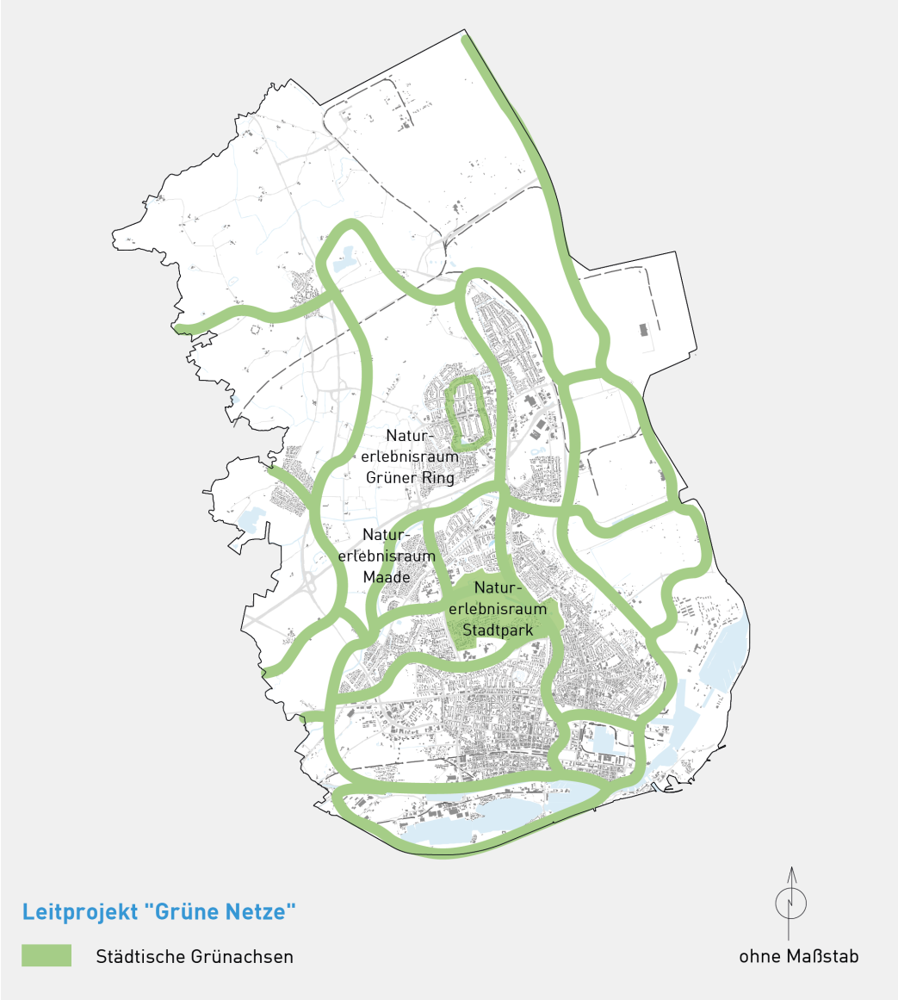 Natur-
erlebnisraum
Grüner Ring
Natur-
erlebnisraum
Maade
Natur-
erlebnisraum
Stadtpark
Leitprojekt "Grüne Netze"
Städtische Grünachsen
N
ohne Maßstab